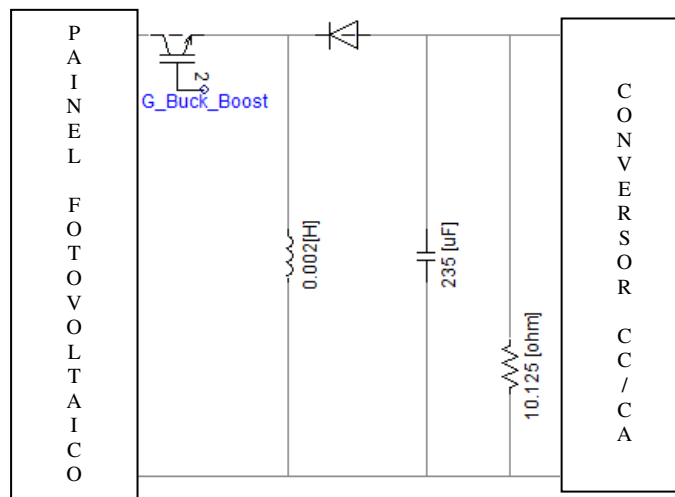 PAINEL FOTOVOLTAICO
2
G_Buck_Boost
0.002[H]
235 [uF]
10.125 [ohm]
CONVERSOR CC/CA